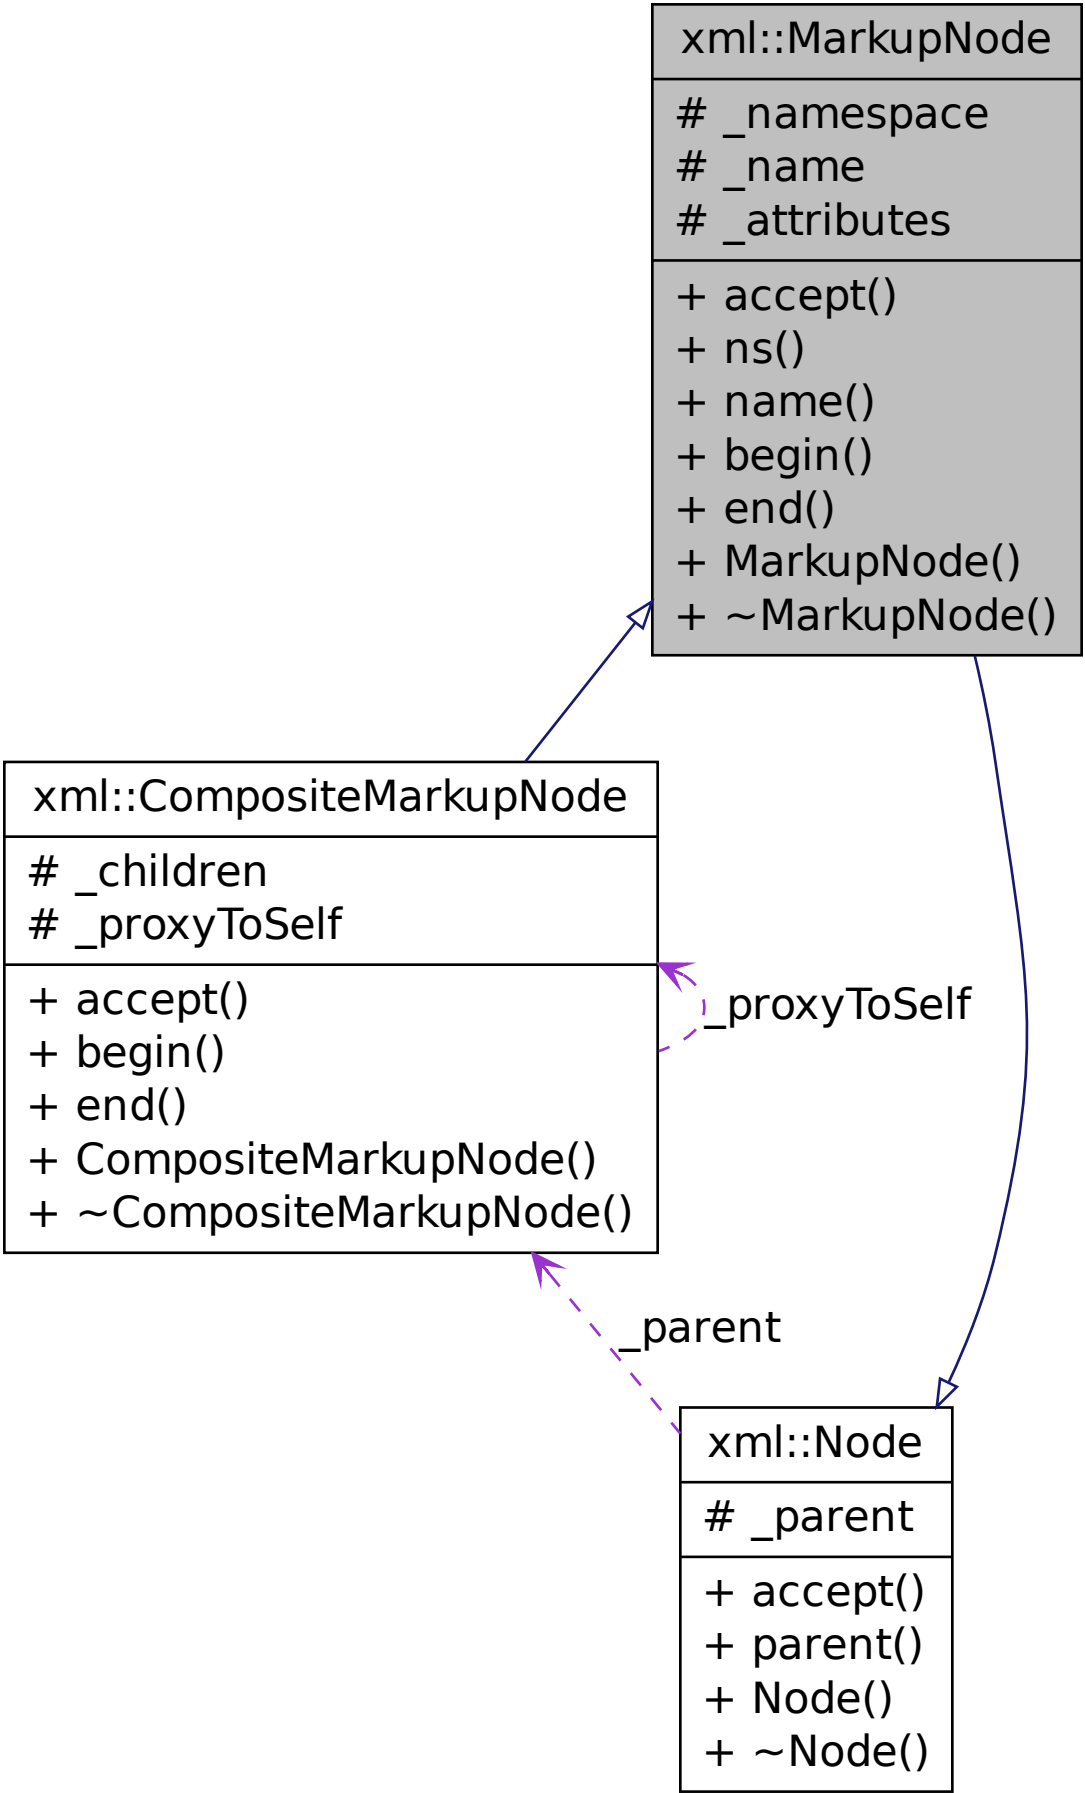 xml::MarkupNode
# _namespace
# _name
# _attributes
+ accept()
+ ns()
+ name()
+ begin()
+ end()
+ MarkupNode()
+ ~MarkupNode()
xml::CompositeMarkupNode
# _children
# _proxyToSelf
+ accept()
+ begin()
+ end()
+ CompositeMarkupNode()
+ ~CompositeMarkupNode()
_proxyToSelf
_parent
xml::Node
# _parent
+ accept()
+ parent()
+ Node()
+ ~Node()